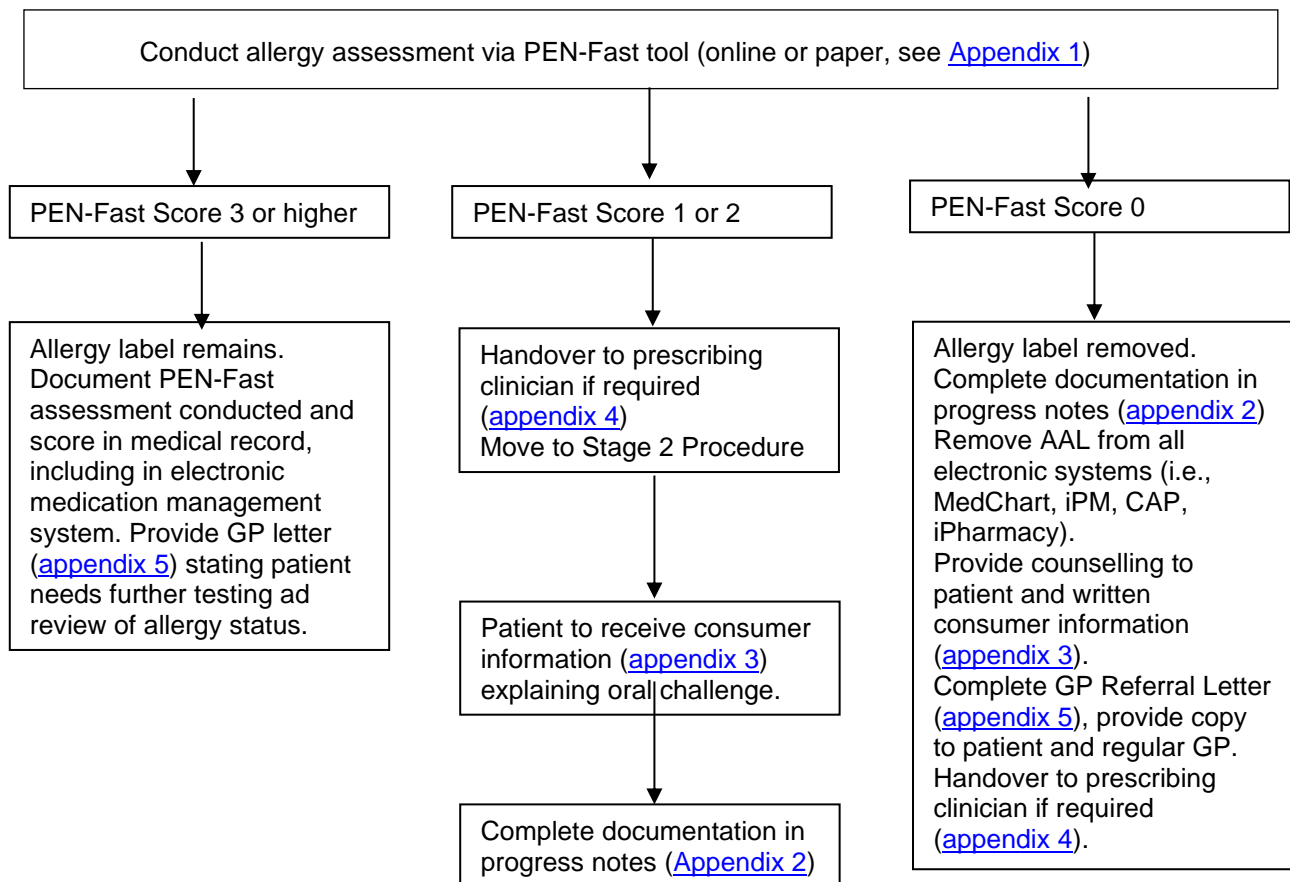 Conduct allergy assessment via PEN-Fast tool (online or paper, see Appendix 1)
PEN-Fast Score 3 or higher
Allergy label remains.
Document PEN-Fast
assessment conducted and
score in medical record,
including in electronic
medication management
system. Provide GP letter
(appendix 5) stating patient
needs further testing ad
review of allergy status.
PEN-Fast Score 1 or 2
Handover to prescribing
clinician if required
(appendix 4)
Move to Stage 2 Procedure
Patient to receive consumer
information (appendix 3)
explaining oral challenge.
Complete documentation in
progress notes (Appendix 2)
PEN-Fast Score 0
Allergy label removed.
Complete documentation in
progress notes (appendix 2)
Remove AAL from all
electronic systems (i.e.,
MedChart, iPM, CAP,
iPharmacy).
Provide counselling to
patient and written
consumer information
(appendix 3).
Complete GP Referral Letter
(appendix 5), provide copy
to patient and regular GP.
Handover to prescribing
clinician if required
(appendix 4).